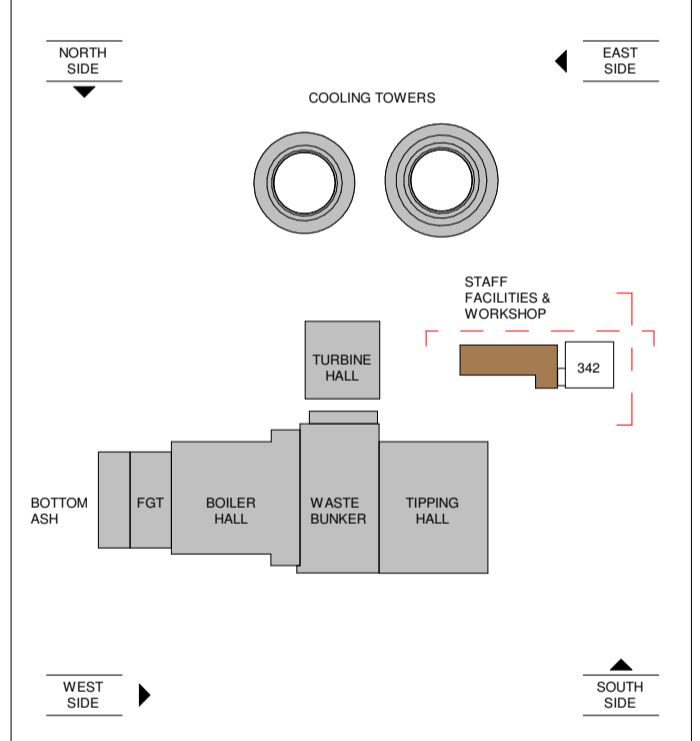 NORTH
SIDE
EAST
SIDE
COOLING TOWERS
STAFF
FACILITIES &
WORKSHOP
TURBINE
HALL
342
BOTTOM
ASH
FGT
BOILER
HALL
WASTE
BUNKER
TIPPING
HALL
WEST
SIDE
SOUTH
SIDE